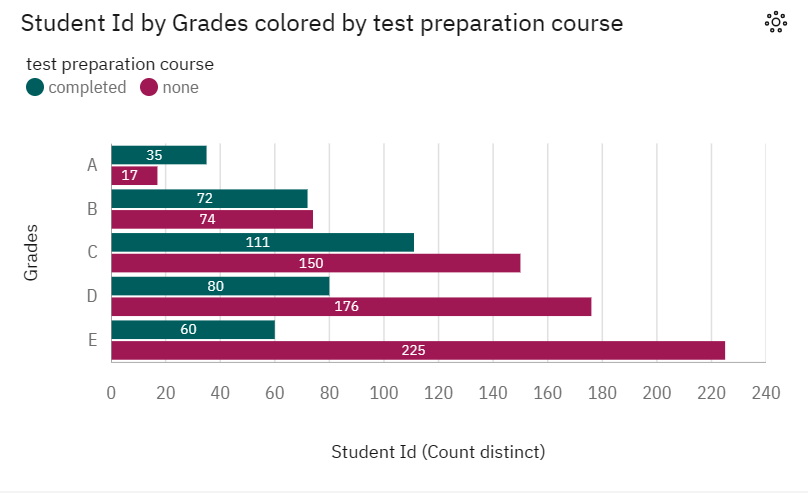 Student Id by Grades colored by test preparation course
test preparation course
completed none
A 35
17
B 72
74
C 111
150
D 80
176
E 60
225
Grades
0 20 40 60 80 100 120 140 160 180 200 220 240
Student Id (Count distinct)